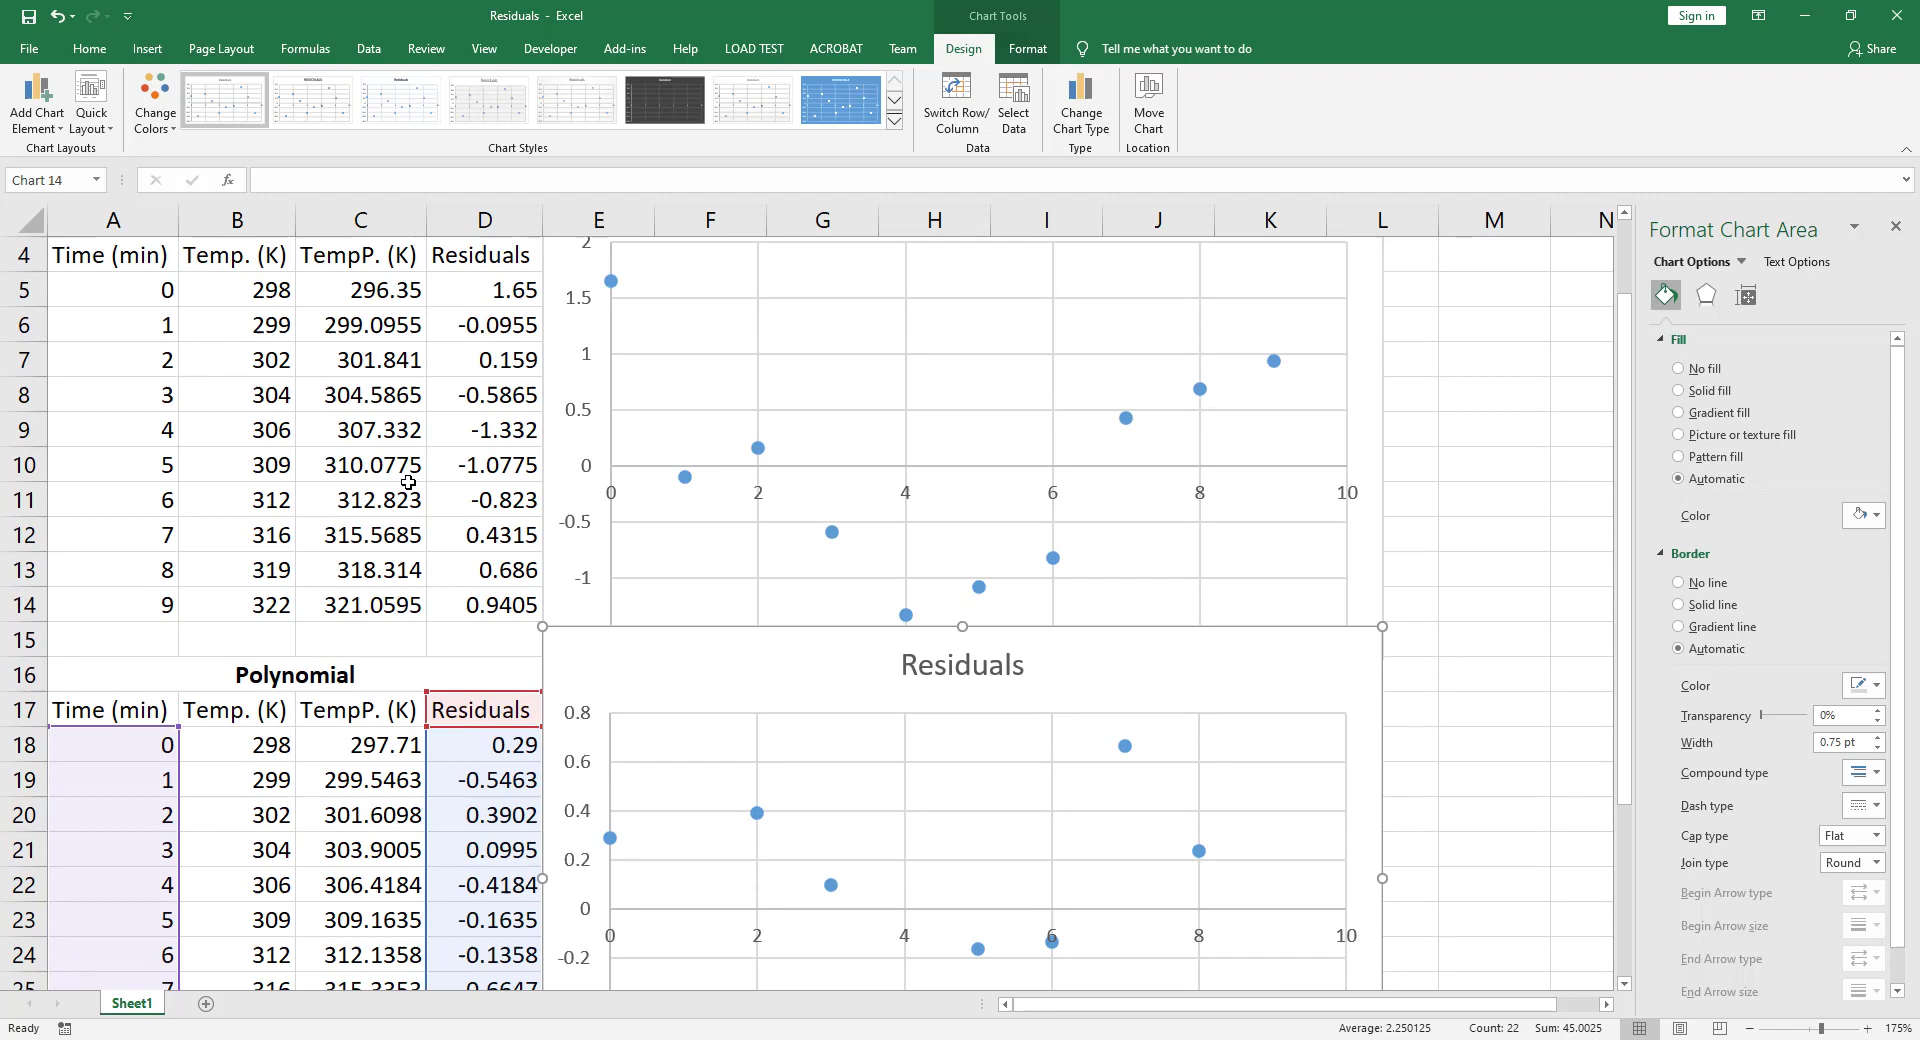 Residuals - Excel
Chart Tools
Sign in
File Home Insert Page Layout Formulas Data Review View Developer Add-ins Help LOAD TEST ACROBAT Team Design Format Tell me what you want to do Share
Add Chart Element
Quick Layout
Change Colors
Switch Row/ Column
Select Data
Change Chart Type
Move Chart
Chart Layouts Chart Styles Data Type Location
Chart 14 fx
A B C D E F G H I J K L M N
4 Time (min) Temp. (K) TempP. (K) Residuals
5 0 298 296.35 1.65
6 1 299 299.0955 -0.0955
7 2 302 301.841 0.159
8 3 304 304.5865 -0.5865
9 4 306 307.332 -1.332
10 5 309 310.0775 -1.0775
11 6 312 312.823 -0.823
12 7 316 315.5685 0.4315
13 8 319 318.314 0.686
14 9 322 321.0595 0.9405
15
16 Polynomial
17 Time (min) Temp. (K) TempP. (K) Residuals
18 0 298 297.71 0.29
19 1 299 299.5463 -0.5463
20 2 302 301.6098 0.3902
21 3 304 303.9005 0.0995
22 4 306 306.4184 -0.4184
23 5 309 309.1635 -0.1635
24 6 312 312.1358 -0.1358
25 7 316 315.3353 0.6647
2
1.5
1
0.5
0
0 2 4 6 8 10
-0.5
-1
Residuals
0.8
0.6
0.4
0.2
0
0 2 4 6 8 10
-0.2
Format Chart Area
Chart Options Text Options
Fill
No fill
Solid fill
Gradient fill
Picture or texture fill
Pattern fill
Automatic
Color
Border
No line
Solid line
Gradient line
Automatic
Color
Transparency 0%
Width 0.75 pt
Compound type
Dash type
Cap type Flat
Join type Round
Begin Arrow type
Begin Arrow size
End Arrow type
End Arrow size
Sheet1
Ready Average: 2.250125 Count: 22 Sum: 45.0025 175%